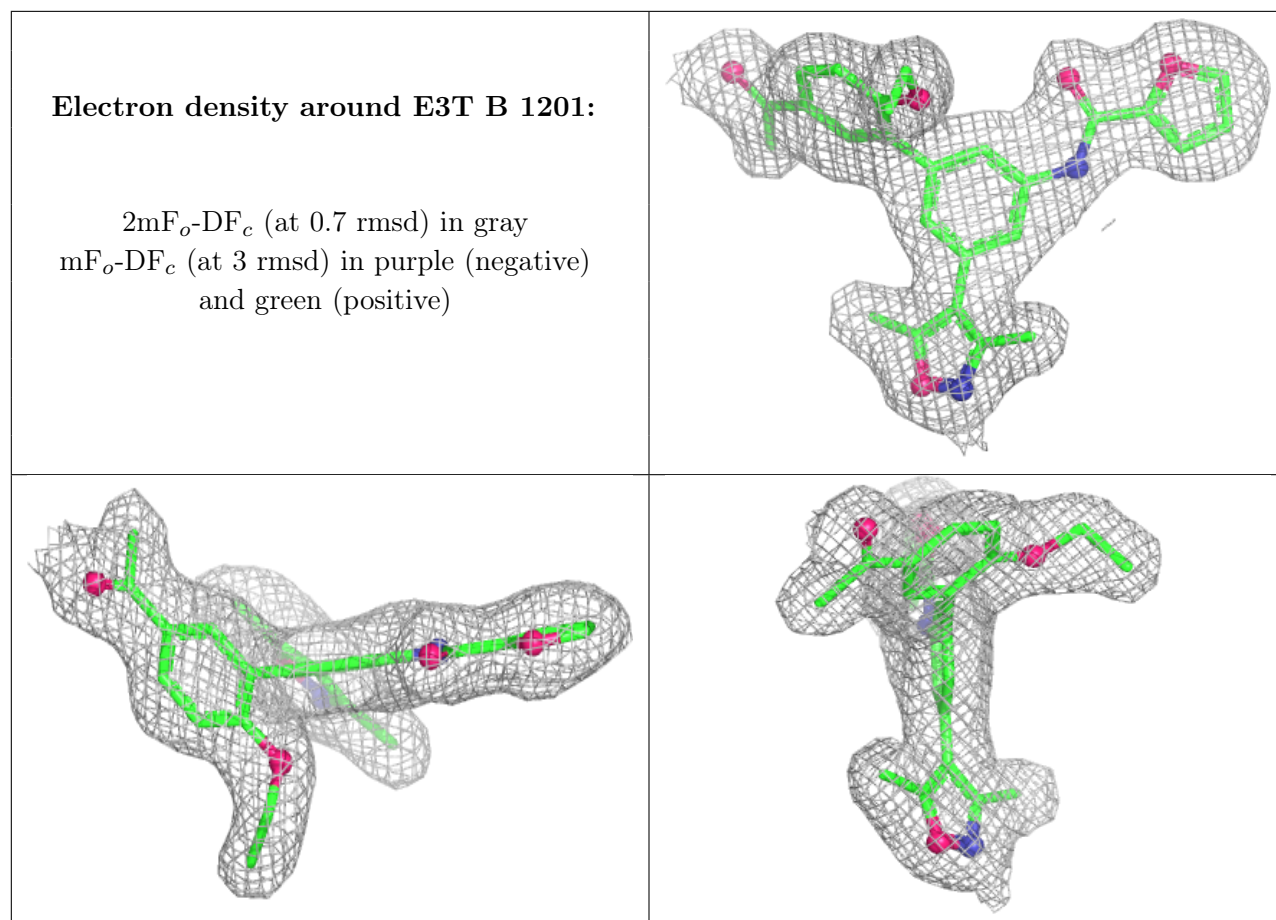 Electron density around E3T B 1201:
2mFo-DFc (at 0.7 rmsd) in gray
mFo-DFc (at 3 rmsd) in purple (negative)
and green (positive)